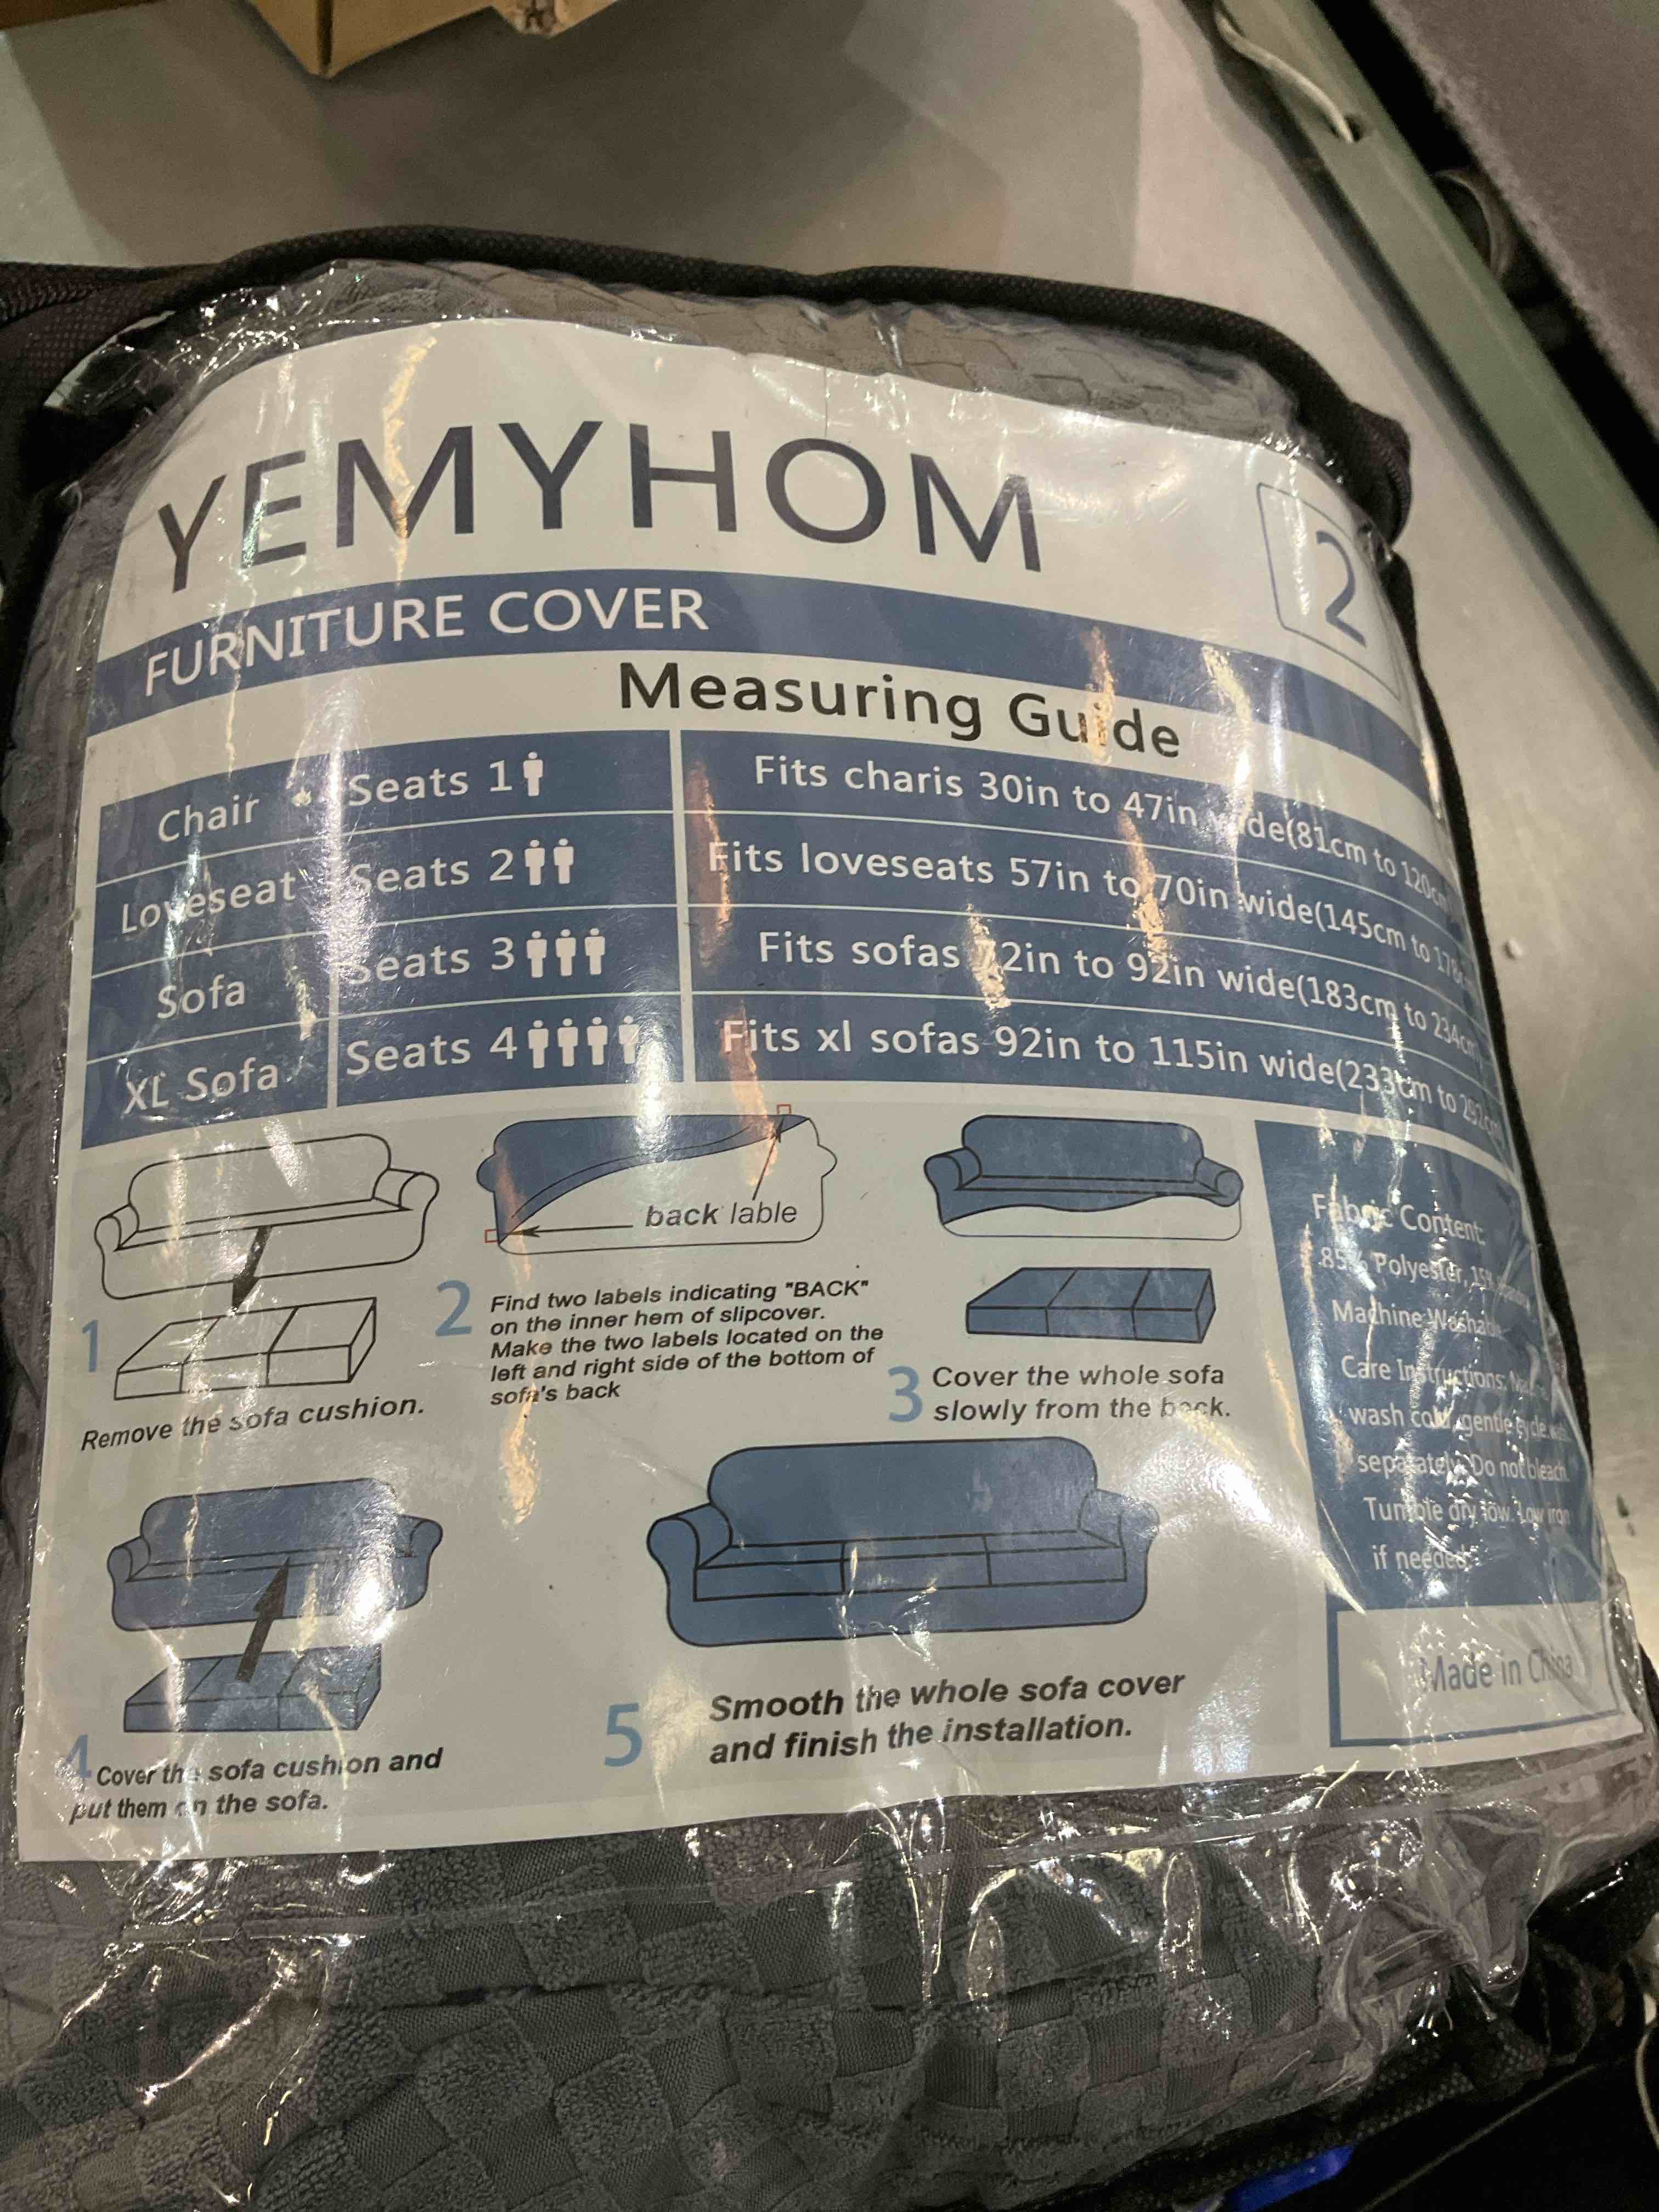 YEMYHOM
2
FURNITURE COVER
Measuring Guide
Chair Seats 1 Fits charis 30in to 47in wide(81cm to 120cm)
Loveseat Seats 2 Fits loveseats 57in to 70in wide(145cm to
Sofa Seats 3 Fits sofas 72in to 92in wide(183cm to 234cm)
XL Sofa Seats 4 Fits xl sofas 92in to 115in wide(233cm to 292cm)
back lable
1
Remove the sofa cushion.
2
Find two labels indicating "BACK"
on the inner hem of slipcover.
Make the two labels located on the
left and right side of the bottom of
sofa's back
3
Cover the whole sofa
slowly from the back.
4
Cover the sofa cushion and
put them on the sofa.
5
Smooth the whole sofa cover
and finish the installation.
Fabric Content:
85% Polyester, 15%
Machine Washable
Care Instructions:
wash cold, gentle cycle
separately. Do not bleach.
Tumble dry low. Low iron
if needed.
Made in China